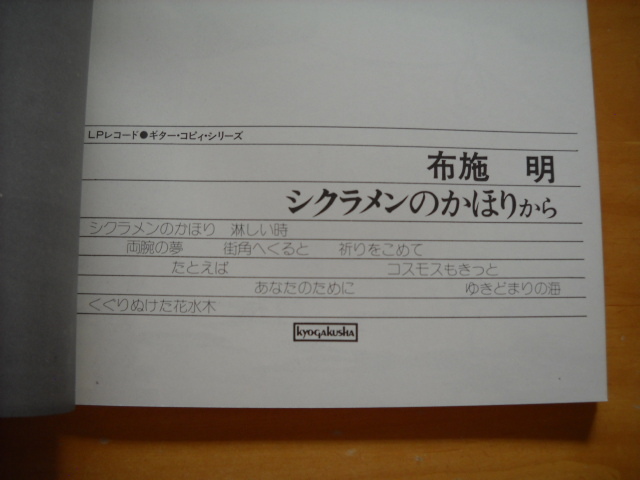 LPレコード●ギター・コピィ・シリーズ
布施 明
シクラメンのかほりから
シクラメンのかほり 淋しい時
両腕の夢 街角へくると 祈りをこめて
たとえば コスモスもきっと
あなたのために ゆきどまりの海
くぐりぬけた花水木
KYOGAKUSHA